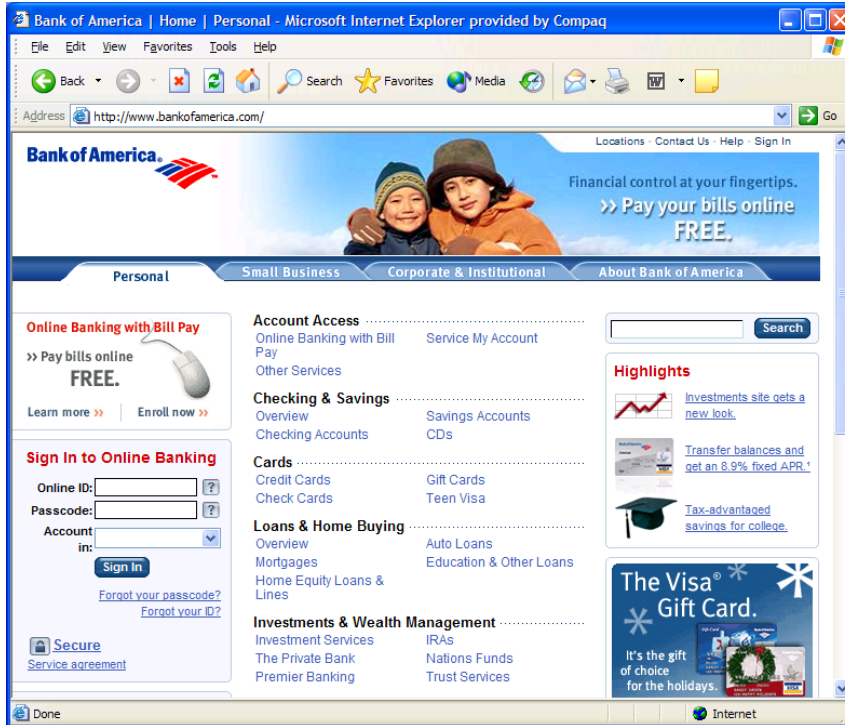 Bank of America | Home | Personal - Microsoft Internet Explorer provided by Compaq
File Edit View Favorites Tools Help
Back Search Favorites Media
Address http://www.bankofamerica.com/ Go
Locations · Contact Us · Help · Sign In
Bank of America.
Financial control at your fingertips.
>> Pay your bills online
FREE.
Personal Small Business Corporate & Institutional About Bank of America
Online Banking with Bill Pay
>> Pay bills online
FREE.
Learn more >> Enroll now >>
Sign In to Online Banking
Online ID: ?
Passcode: ?
Account
in:
Sign In
Forgot your passcode?
Forgot your ID?
Secure
Service agreement
Account Access
Online Banking with Bill Service My Account
Pay
Other Services
Checking & Savings
Overview Savings Accounts
Checking Accounts CDs
Cards
Credit Cards Gift Cards
Check Cards Teen Visa
Loans & Home Buying
Overview Auto Loans
Mortgages Education & Other Loans
Home Equity Loans &
Lines
Investments & Wealth Management
Investment Services IRAs
The Private Bank Nations Funds
Premier Banking Trust Services
Search
Highlights
Investments site gets a
new look.
Transfer balances and
get an 8.9% fixed APR.¹
Tax-advantaged
savings for college.
The Visa®
Gift Card.
It's the gift
of choice
for the holidays.
VISA
Done Internet